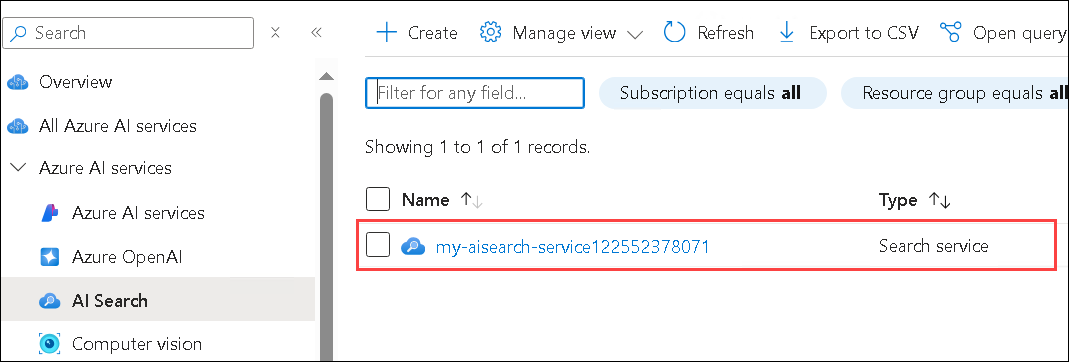 Search
Overview
All Azure AI services
Azure AI services
Azure AI services
Azure OpenAI
AI Search
Computer vision
Create Manage view Refresh Export to CSV Open query
Filter for any field...
Subscription equals all
Resource group equals all
Showing 1 to 1 of 1 records.
Name Type
my-aisearch-service122552378071 Search service